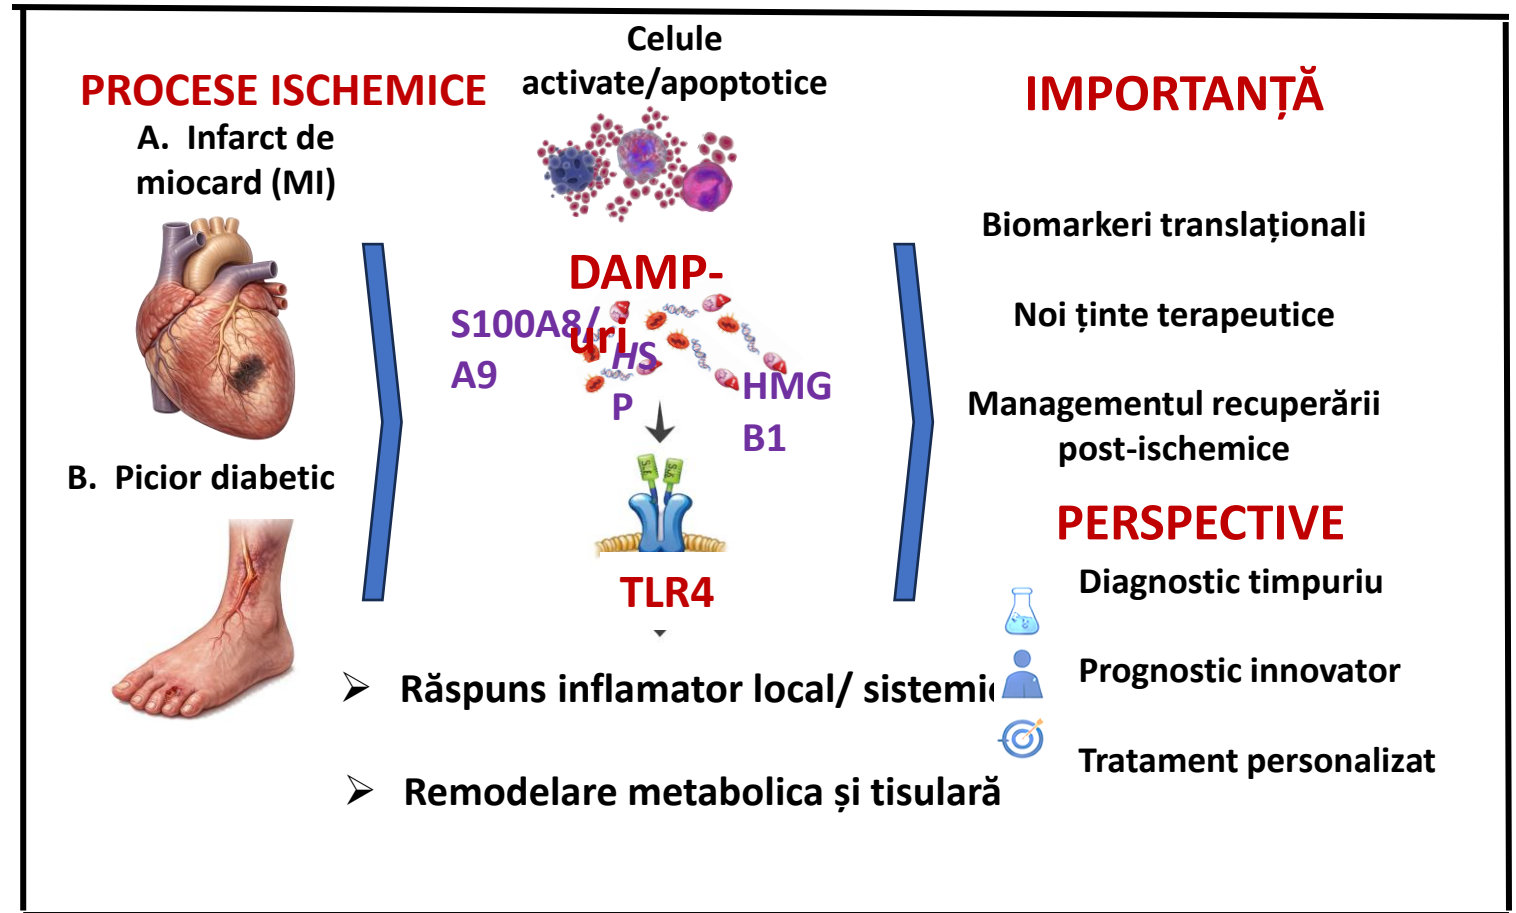 PROCESE ISCHEMICE
A. Infarct de
miocard (MI)
B. Picior diabetic
Celule
activate/apoptotice
DAMP-
uri
S100A8/
A9
HS
P
HMG
B1
TLR4
➢ Răspuns inflamator local/ sistemic
➢ Remodelare metabolica și tisulară
IMPORTANȚĂ
Biomarkeri translaționali
Noi ținte terapeutice
Managementul recuperării
post-ischemice
PERSPECTIVE
Diagnostic timpuriu
Prognostic innovator
Tratament personalizat